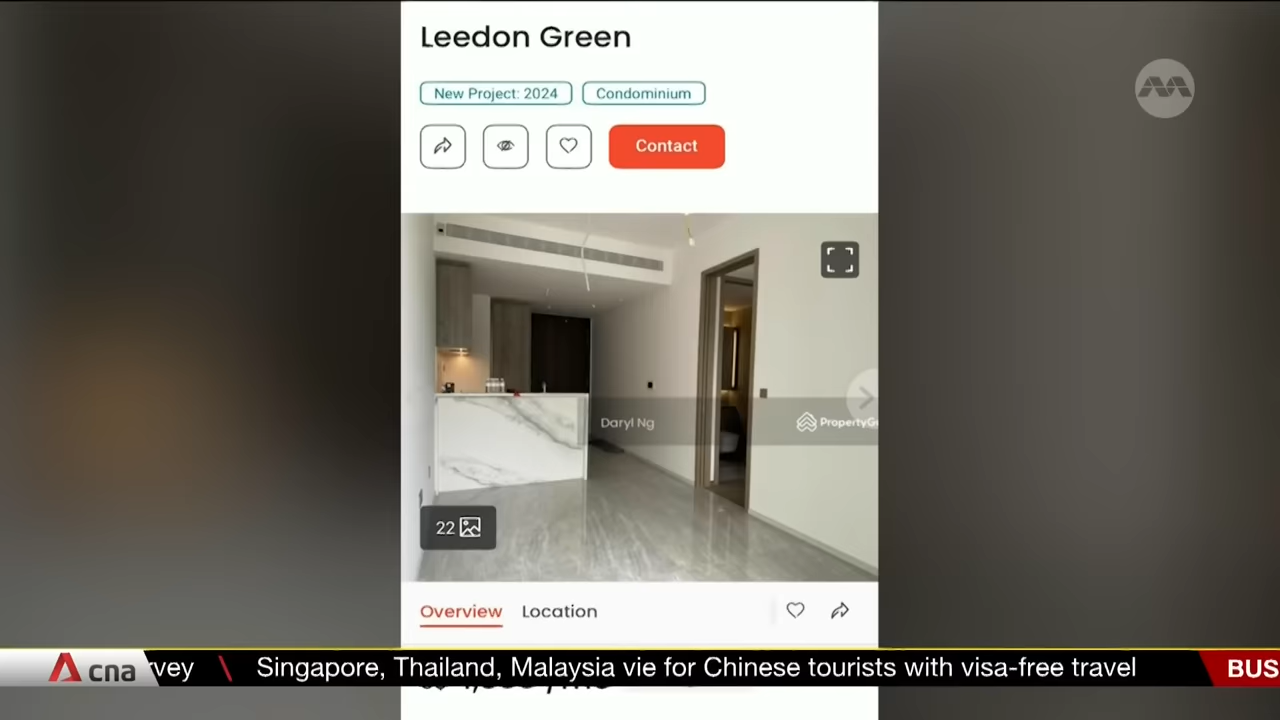 Leedon Green
New Project: 2024
Condominium
Contact
Daryl Ng
PropertyGu
22
Overview
Location
cna
vey \ Singapore, Thailand, Malaysia vie for Chinese tourists with visa-free travel
BUS